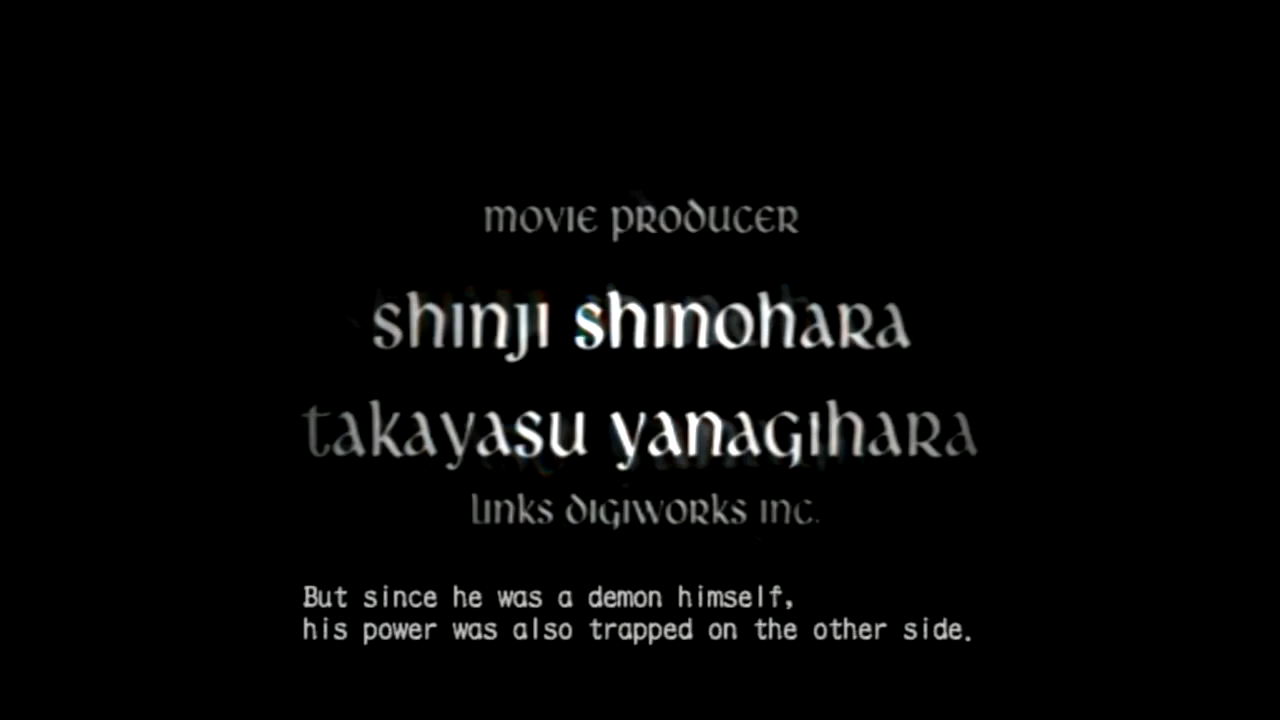 movie producer
shinji shinohara
takayasu yanagihara
links digiworks inc.
But since he was a demon himself,
his power was also trapped on the other side.